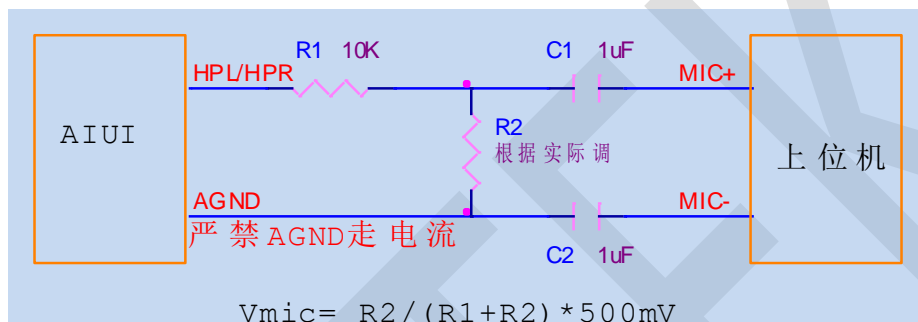 R1 10K
C1 1uF
HPL/HPR
MIC+
AIUI
R2
根据实际调
上位机
AGND
MIC-
严禁AGND走电流
C2 1uF
Vmic= R2/(R1+R2)*500mV